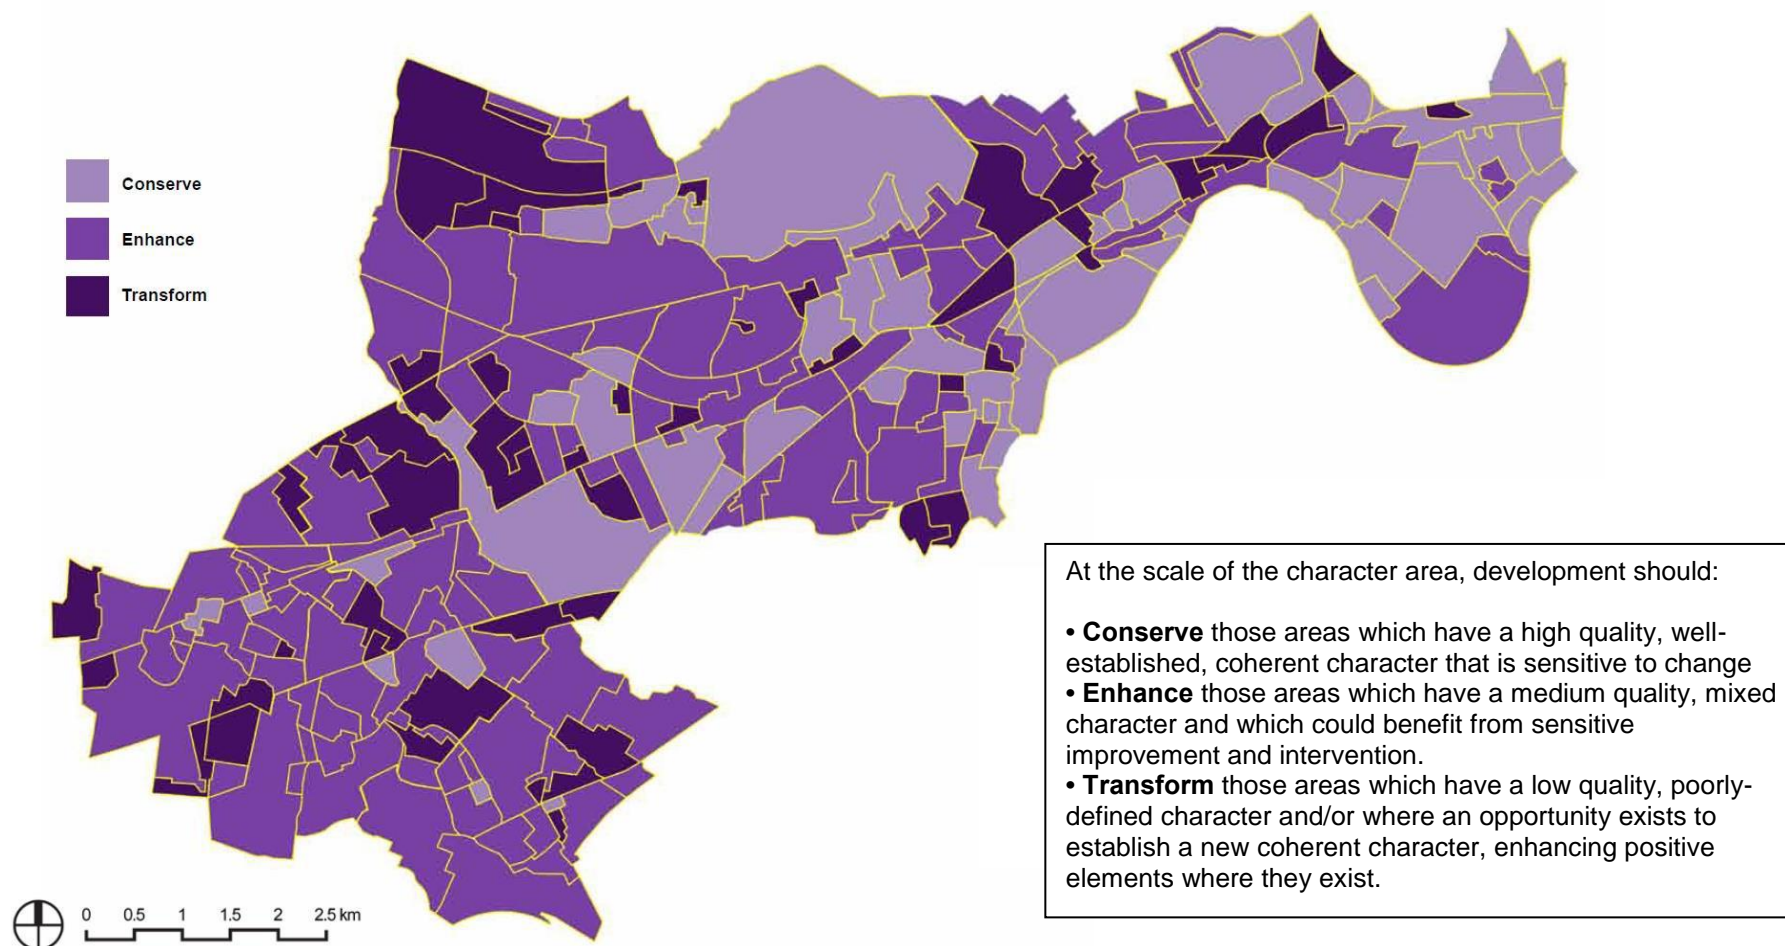 Conserve
Enhance
Transform
At the scale of the character area, development should:
• Conserve those areas which have a high quality, well-
established, coherent character that is sensitive to change
• Enhance those areas which have a medium quality, mixed
character and which could benefit from sensitive
improvement and intervention.
• Transform those areas which have a low quality, poorly-
defined character and/or where an opportunity exists to
establish a new coherent character, enhancing positive
elements where they exist.
0 0.5 1 1.5 2 2.5 km